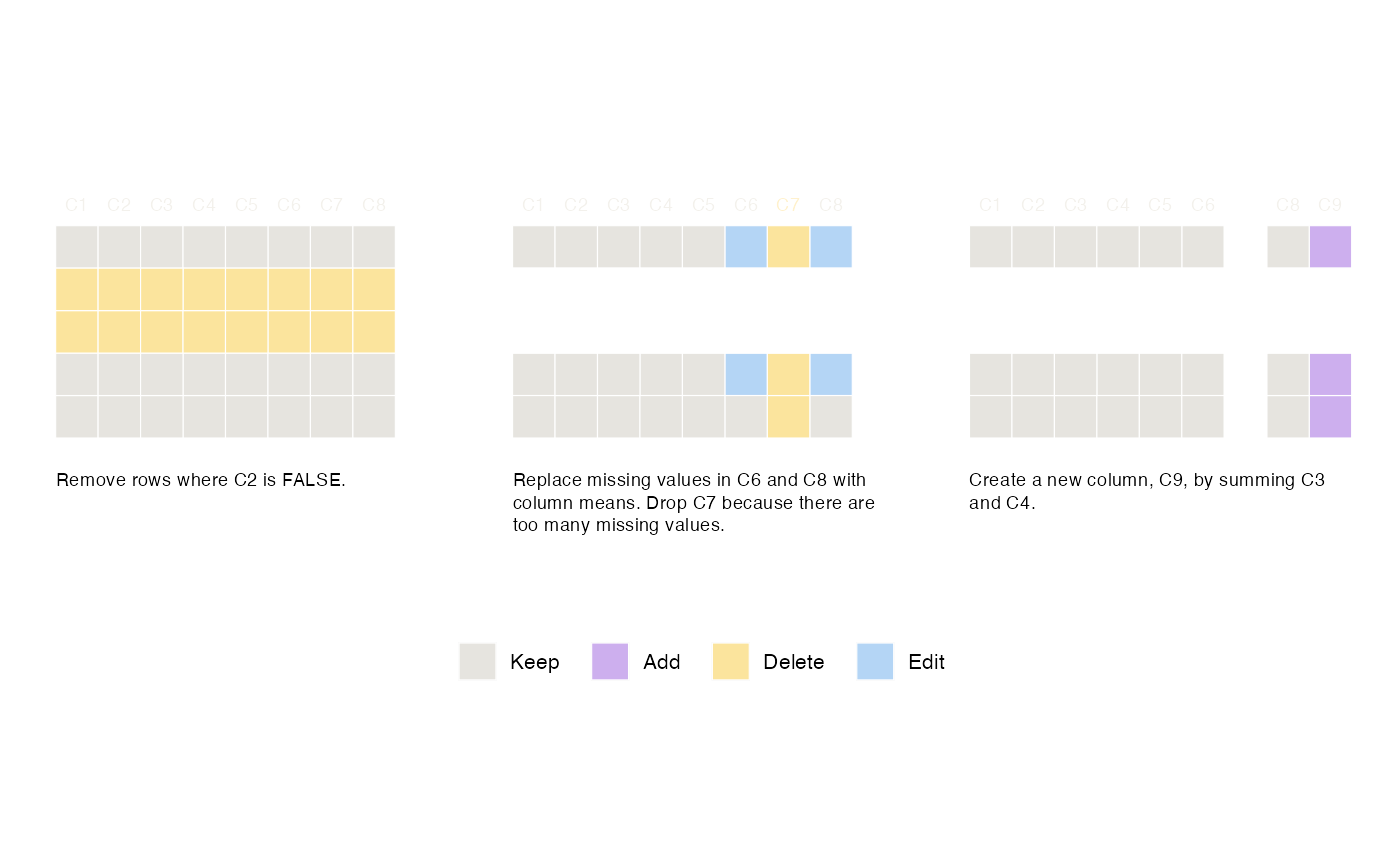 C1 C2 C3 C4 C5 C6 C7 C8
C1 C2 C3 C4 C5 C6 C7 C8
C1 C2 C3 C4 C5 C6 C8 C9
Remove rows where C2 is FALSE.
Replace missing values in C6 and C8 with
column means. Drop C7 because there are
too many missing values.
Create a new column, C9, by summing C3
and C4.
Keep Add Delete Edit